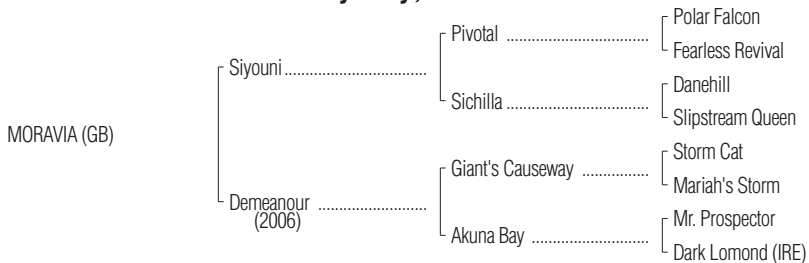 Polar Falcon
Pivotal ..............................
Fearless Revival
Siyouni..................................
Danehill
Sichilla ..............................
Slipstream Queen
MORAVIA (GB)
Storm Cat
Giant's Causeway ................
Mariah's Storm
Demeanour ..........................
(2006)
Mr. Prospector
Akuna Bay ..........................
Dark Lomond (IRE)